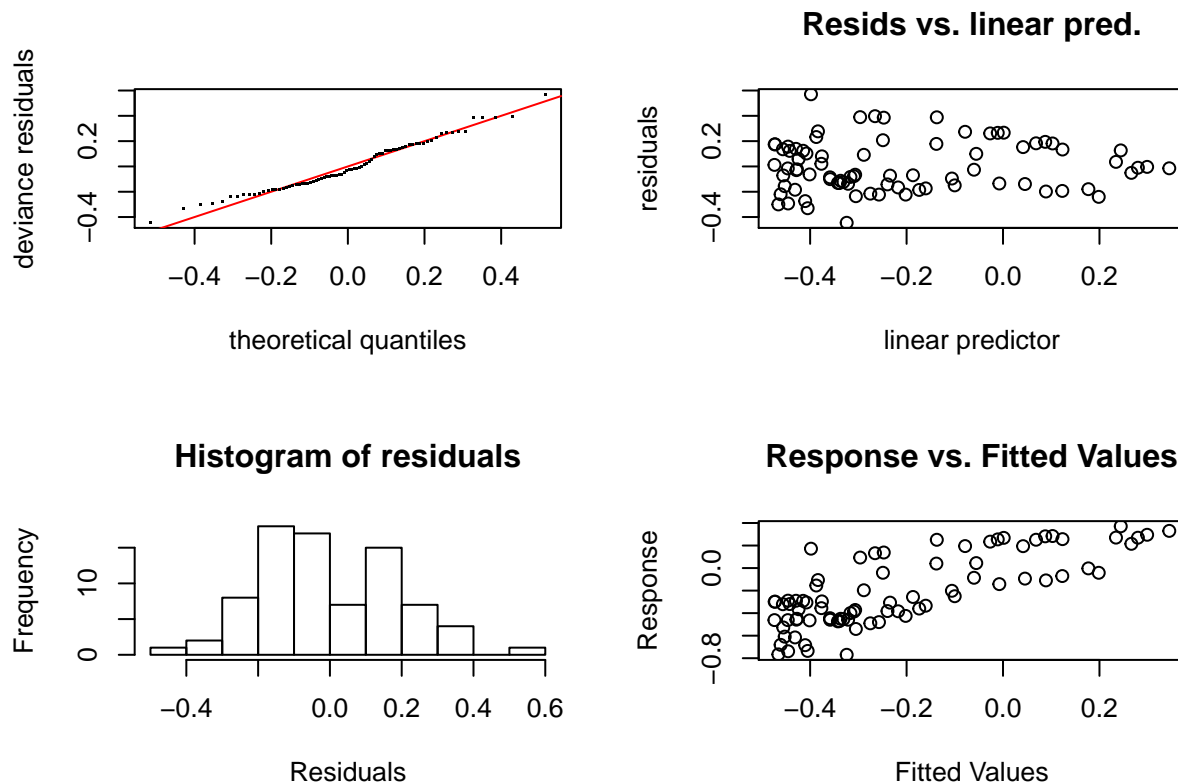 deviance residuals
0.2
−0.4
−0.4 −0.2 0.0 0.2 0.4
theoretical quantiles
Resids vs. linear pred.
residuals
0.2
−0.4
−0.4 −0.2 0.0 0.2
linear predictor
Histogram of residuals
Frequency
10
0
−0.4 0.0 0.2 0.4 0.6
Residuals
Response vs. Fitted Values
Response
0.0
−0.8
−0.4 −0.2 0.0 0.2
Fitted Values